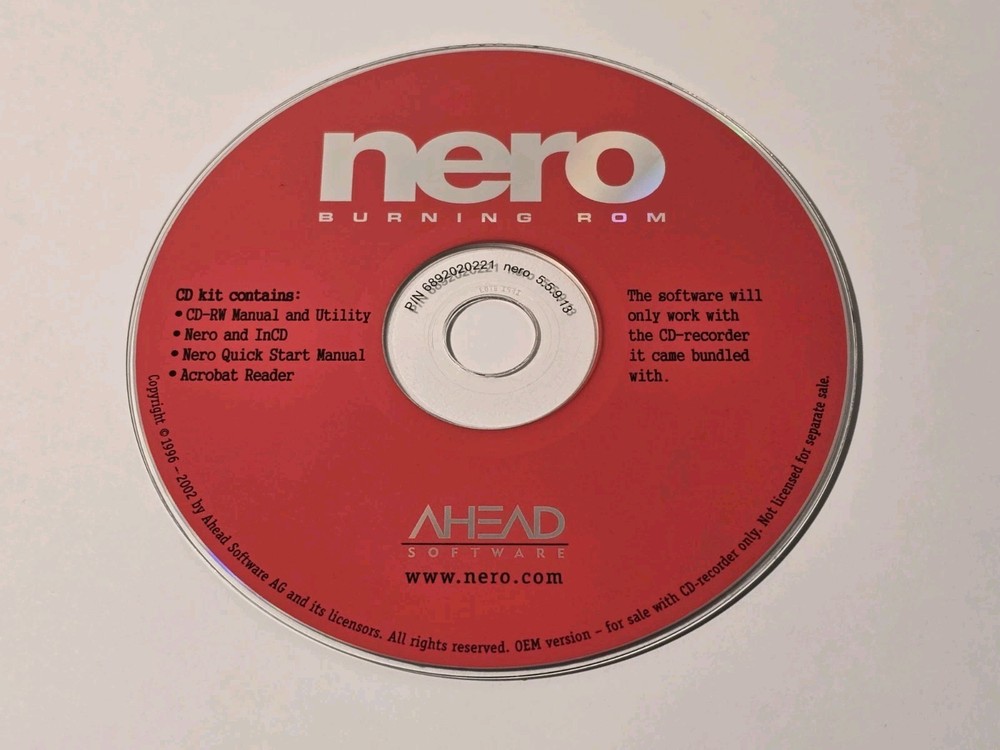 nero
BURNING ROM
P/N 6892020221 nero 5.5.9.18
CD kit contains:
• CD-RW Manual and Utility
• Nero and InCD
• Nero Quick Start Manual
• Acrobat Reader
The software will
only work with
the CD-recorder
it came bundled
with.
AHEAD
SOFTWARE
www.nero.com
Copyright © 1996 – 2002 by Ahead Software AG and its licensors. All rights reserved. OEM version – for sale with CD-recorder only. Not licensed for separate sale.